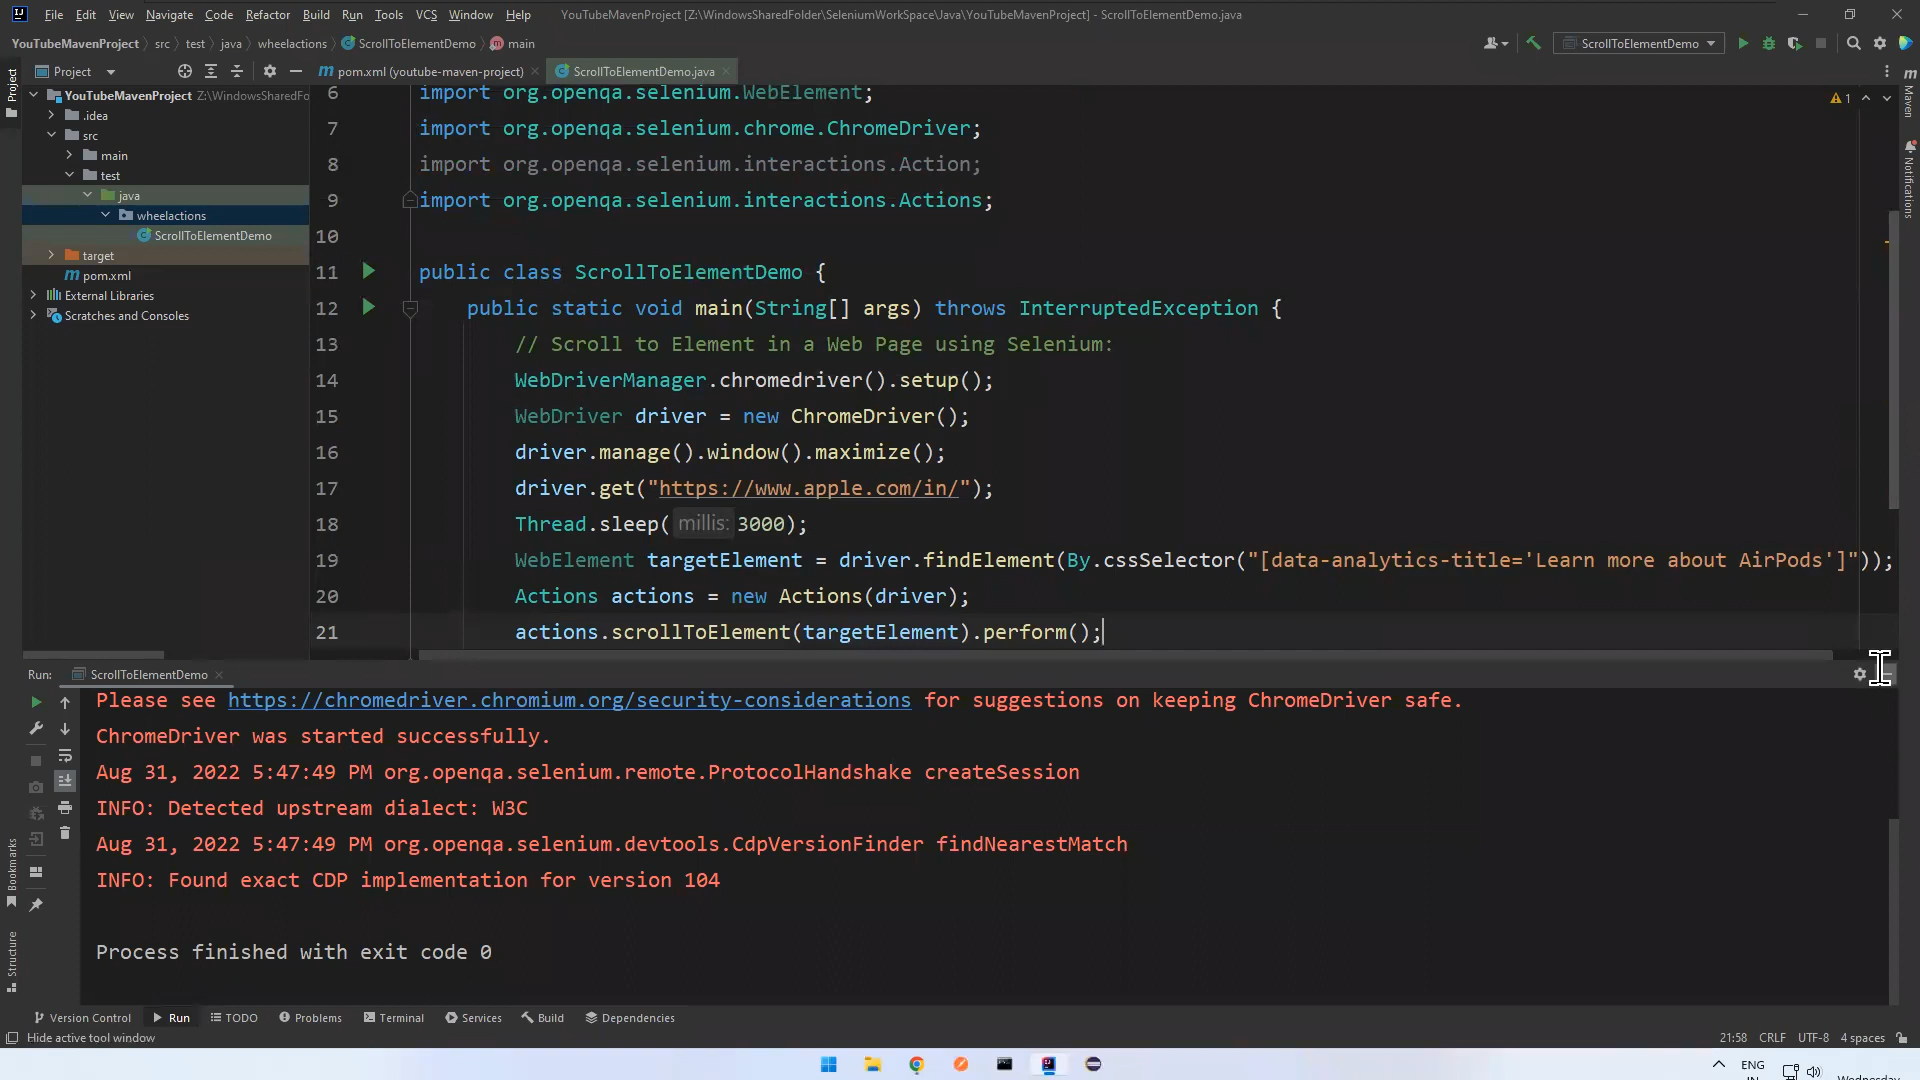 File Edit View Navigate Code Refactor Build Run Tools VCS Window Help YouTubeMavenProject [Z:\WindowsSharedFolder\SeleniumWorkSpace\Java\YouTubeMavenProject] - ScrollToElementDemo.java
YouTubeMavenProject src test java wheelactions ScrollToElementDemo main ScrollToElementDemo
Project pom.xml (youtube-maven-project) ScrollToElementDemo.java
Project
Maven
Notifications
YouTubeMavenProject Z:\WindowsSharedFo
.idea
src
main
test
java
wheelactions
ScrollToElementDemo
target
pom.xml
External Libraries
Scratches and Consoles
1
6 import org.openqa.selenium.WebElement;
7 import org.openqa.selenium.chrome.ChromeDriver;
8 import org.openqa.selenium.interactions.Action;
9 import org.openqa.selenium.interactions.Actions;
10
11 public class ScrollToElementDemo {
12 public static void main(String[] args) throws InterruptedException {
13 // Scroll to Element in a Web Page using Selenium:
14 WebDriverManager.chromedriver().setup();
15 WebDriver driver = new ChromeDriver();
16 driver.manage().window().maximize();
17 driver.get("https://www.apple.com/in/");
18 Thread.sleep( millis: 3000);
19 WebElement targetElement = driver.findElement(By.cssSelector("[data-analytics-title='Learn more about AirPods']"));
20 Actions actions = new Actions(driver);
21 actions.scrollToElement(targetElement).perform();
Run: ScrollToElementDemo
Please see https://chromedriver.chromium.org/security-considerations for suggestions on keeping ChromeDriver safe.
ChromeDriver was started successfully.
Aug 31, 2022 5:47:49 PM org.openqa.selenium.remote.ProtocolHandshake createSession
INFO: Detected upstream dialect: W3C
Aug 31, 2022 5:47:49 PM org.openqa.selenium.devtools.CdpVersionFinder findNearestMatch
INFO: Found exact CDP implementation for version 104
Process finished with exit code 0
Bookmarks
Structure
Version Control Run TODO Problems Terminal Services Build Dependencies
Hide active tool window 21:58 CRLF UTF-8 4 spaces
ENG